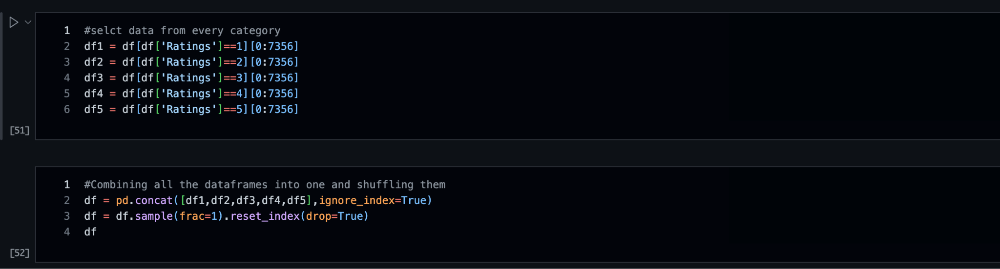 1 #selct data from every category
2 df1 = df[df['Ratings']==1][0:7356]
3 df2 = df[df['Ratings']==2][0:7356]
4 df3 = df[df['Ratings']==3][0:7356]
5 df4 = df[df['Ratings']==4][0:7356]
6 df5 = df[df['Ratings']==5][0:7356]
[51]
1 #Combining all the dataframes into one and shuffling them
2 df = pd.concat([df1,df2,df3,df4,df5],ignore_index=True)
3 df = df.sample(frac=1).reset_index(drop=True)
4 df
[52]